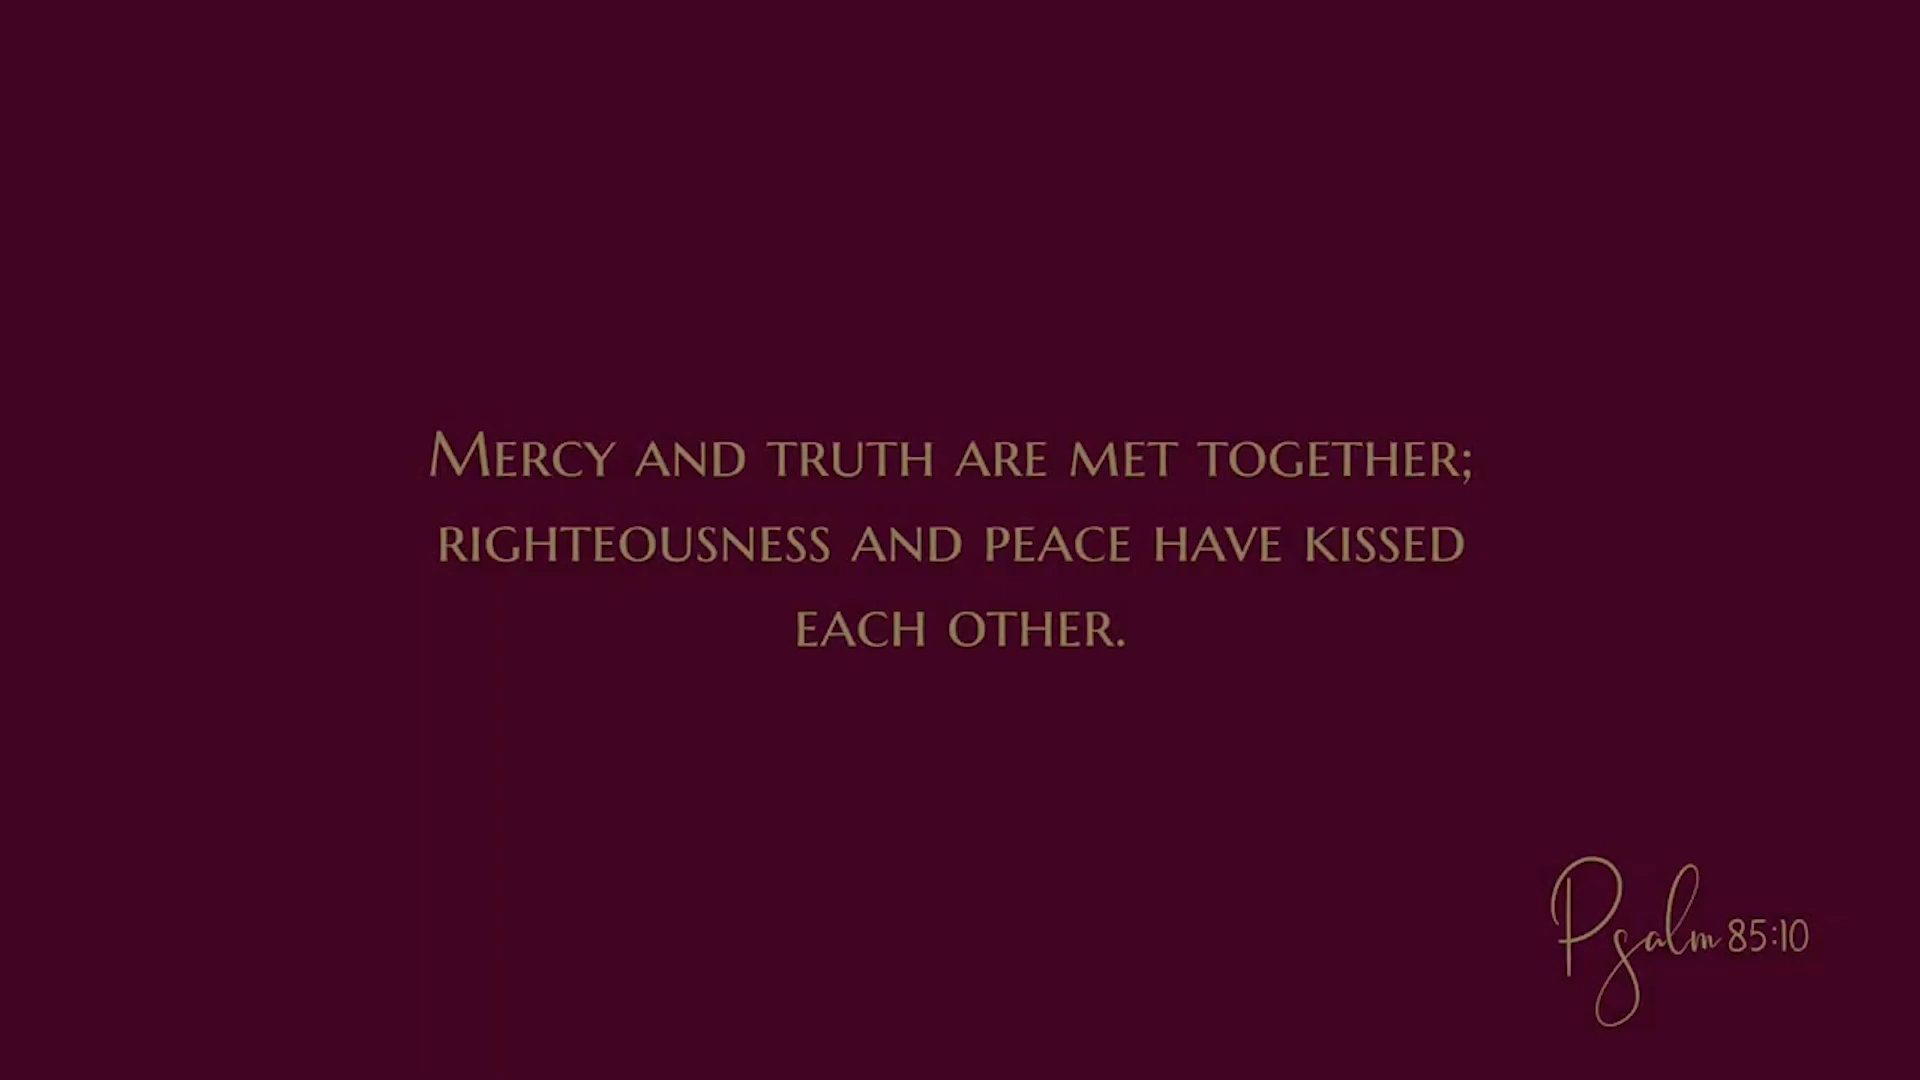 Mercy and truth are met together;
righteousness and peace have kissed
each other.
Psalm 85:10